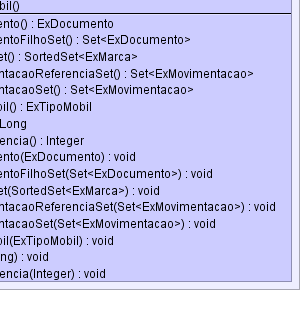 bil()
ento() : ExDocumento
entoFilhoSet() : Set<ExDocumento>
et() : SortedSet<ExMarca>
ntacaoReferenciaSet() : Set<ExMovimentacao>
ntacaoSet() : Set<ExMovimentacao>
bil() : ExTipoMobil
Long
encia() : Integer
ento(ExDocumento) : void
entoFilhoSet(Set<ExDocumento>) : void
et(SortedSet<ExMarca>) : void
ntacaoReferenciaSet(Set<ExMovimentacao>) : void
ntacaoSet(Set<ExMovimentacao>) : void
bil(ExTipoMobil) : void
ng) : void
encia(Integer) : void